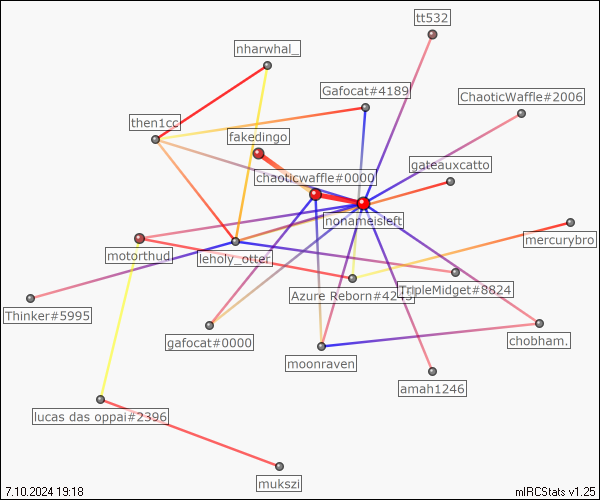 tt532
nharwhal_
Gafocat#4189
ChaoticWaffle#2006
then1cc
fakedingo
gateauxcatto
chaoticwaffle#0000
nonameisleft
mercurybro
motorthud
leholy_otter
TripleMidget#8824
Azure Reborn#4243
Thinker#5995
gafocat#0000
chobham.
moonraven
amah1246
lucas das oppai#2396
mukszi
7.10.2024 19:18
mIRCStats v1.25